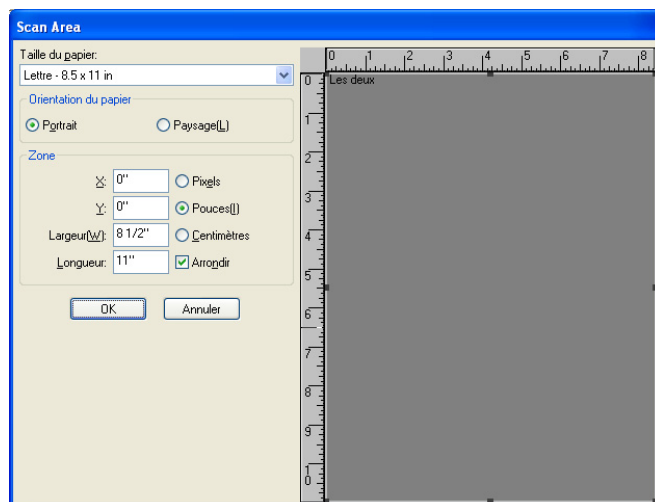 Scan Area
Taille du papier:
Lettre - 8.5 x 11 in
Orientation du papier
Portrait
Paysage(L)
Zone
X: 0"
Pixels
Y: 0"
Pouces(I)
Largeur(W): 8 1/2"
Centimètres
Longueur: 11"
Arrondir
OK
Annuler
0 1 2 3 4 5 6 7 8
Les deux
0
1
2
3
4
5
6
7
8
9
10